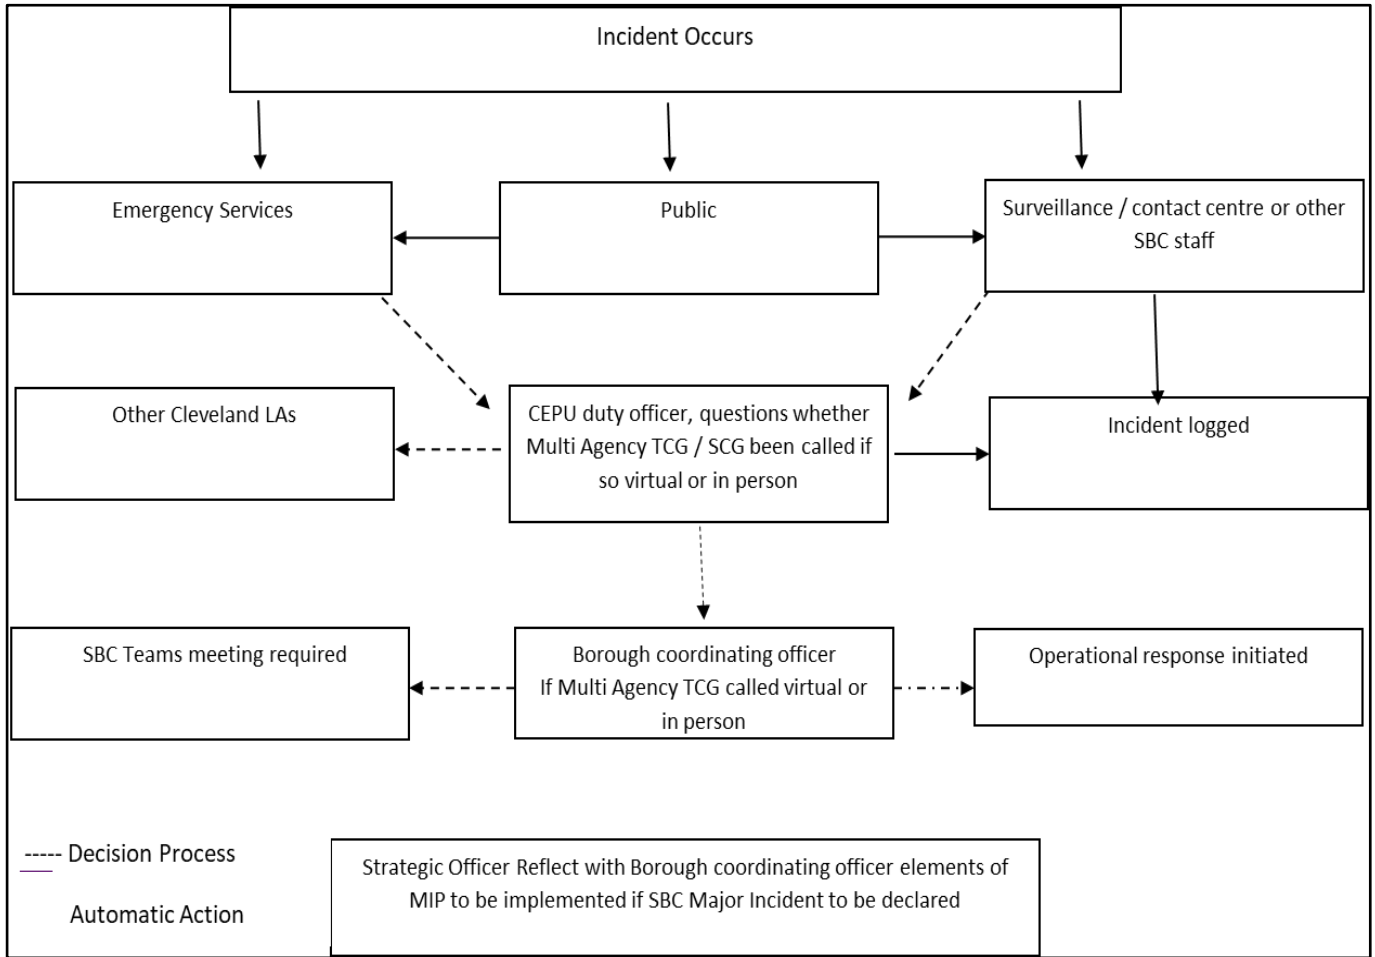 Incident Occurs
Emergency Services
Public
Surveillance / contact centre or other
SBC staff
Other Cleveland LAs
CEPU duty officer, questions whether
Multi Agency TCG / SCG been called if
so virtual or in person
Incident logged
SBC Teams meeting required
Borough coordinating officer
If Multi Agency TCG called virtual or
in person
Operational response initiated
----- Decision Process
Automatic Action
Strategic Officer Reflect with Borough coordinating officer elements of
MIP to be implemented if SBC Major Incident to be declared